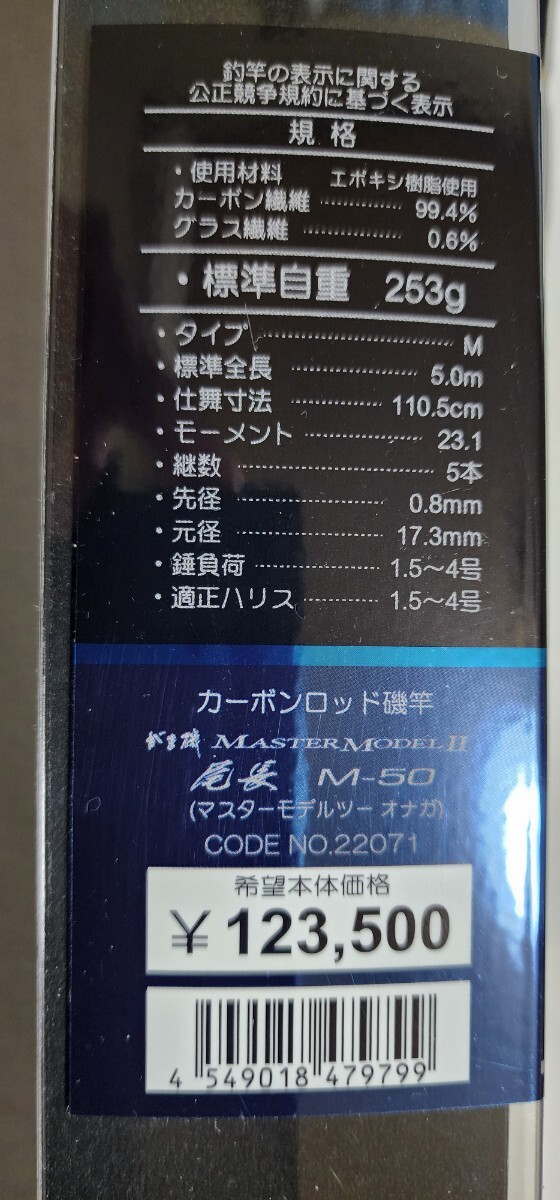 釣竿の表示に関する
公正競争規約に基づく表示
規 格
・使用材料 エポキシ樹脂使用
カーボン繊維 ················ 99.4%
グラス繊維 ···················· 0.6%
・標準自重 253g
・タイプ ···································· M
・標準全長 ························ 5.0m
・仕舞寸法 ················ 110.5cm
・モーメント ····················· 23.1
・継数 ··································· 5本
・先径 ····························· 0.8mm
・元径 ··························· 17.3mm
・錘負荷 ·················· 1.5〜4号
・適正ハリス ············ 1.5〜4号
カーボンロッド磯竿
がま磯 MASTER MODEL II
尾長 M-50
(マスターモデルツー オナガ)
CODE NO.22071
希望本体価格
¥ 123,500
4 549018 479799